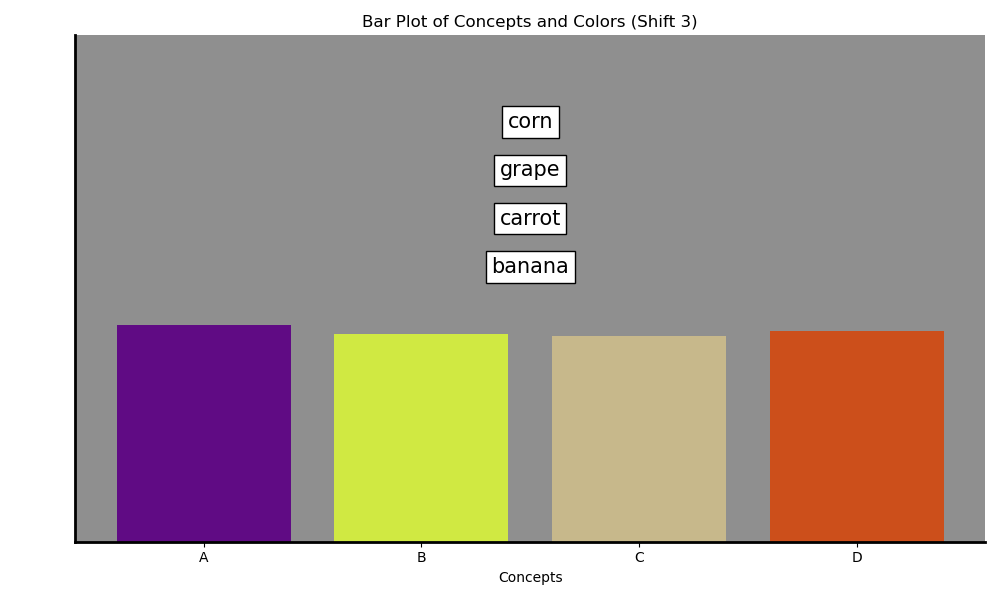 Bar Plot of Concepts and Colors (Shift 3)
corn
grape
carrot
banana
A B C D
Concepts